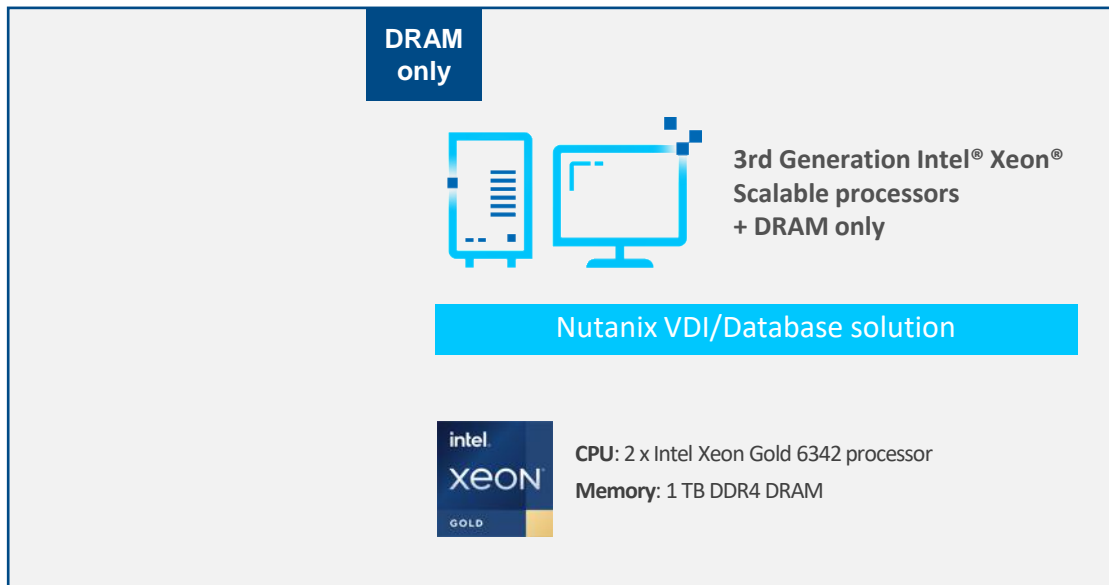 DRAM
only
3rd Generation Intel® Xeon®
Scalable processors
+ DRAM only
Nutanix VDI/Database solution
intel.
xeon
GOLD
CPU: 2 x Intel Xeon Gold 6342 processor
Memory: 1 TB DDR4 DRAM